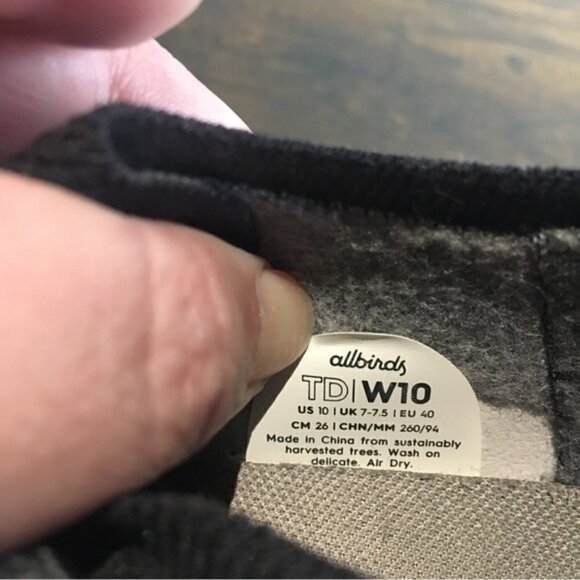 allbirds
TD|W10
US 10 | UK 7-7.5 | EU 40
CM 26 | CHN/MM 260/94
Made in China from sustainably
harvested trees. Wash on
delicate. Air Dry.